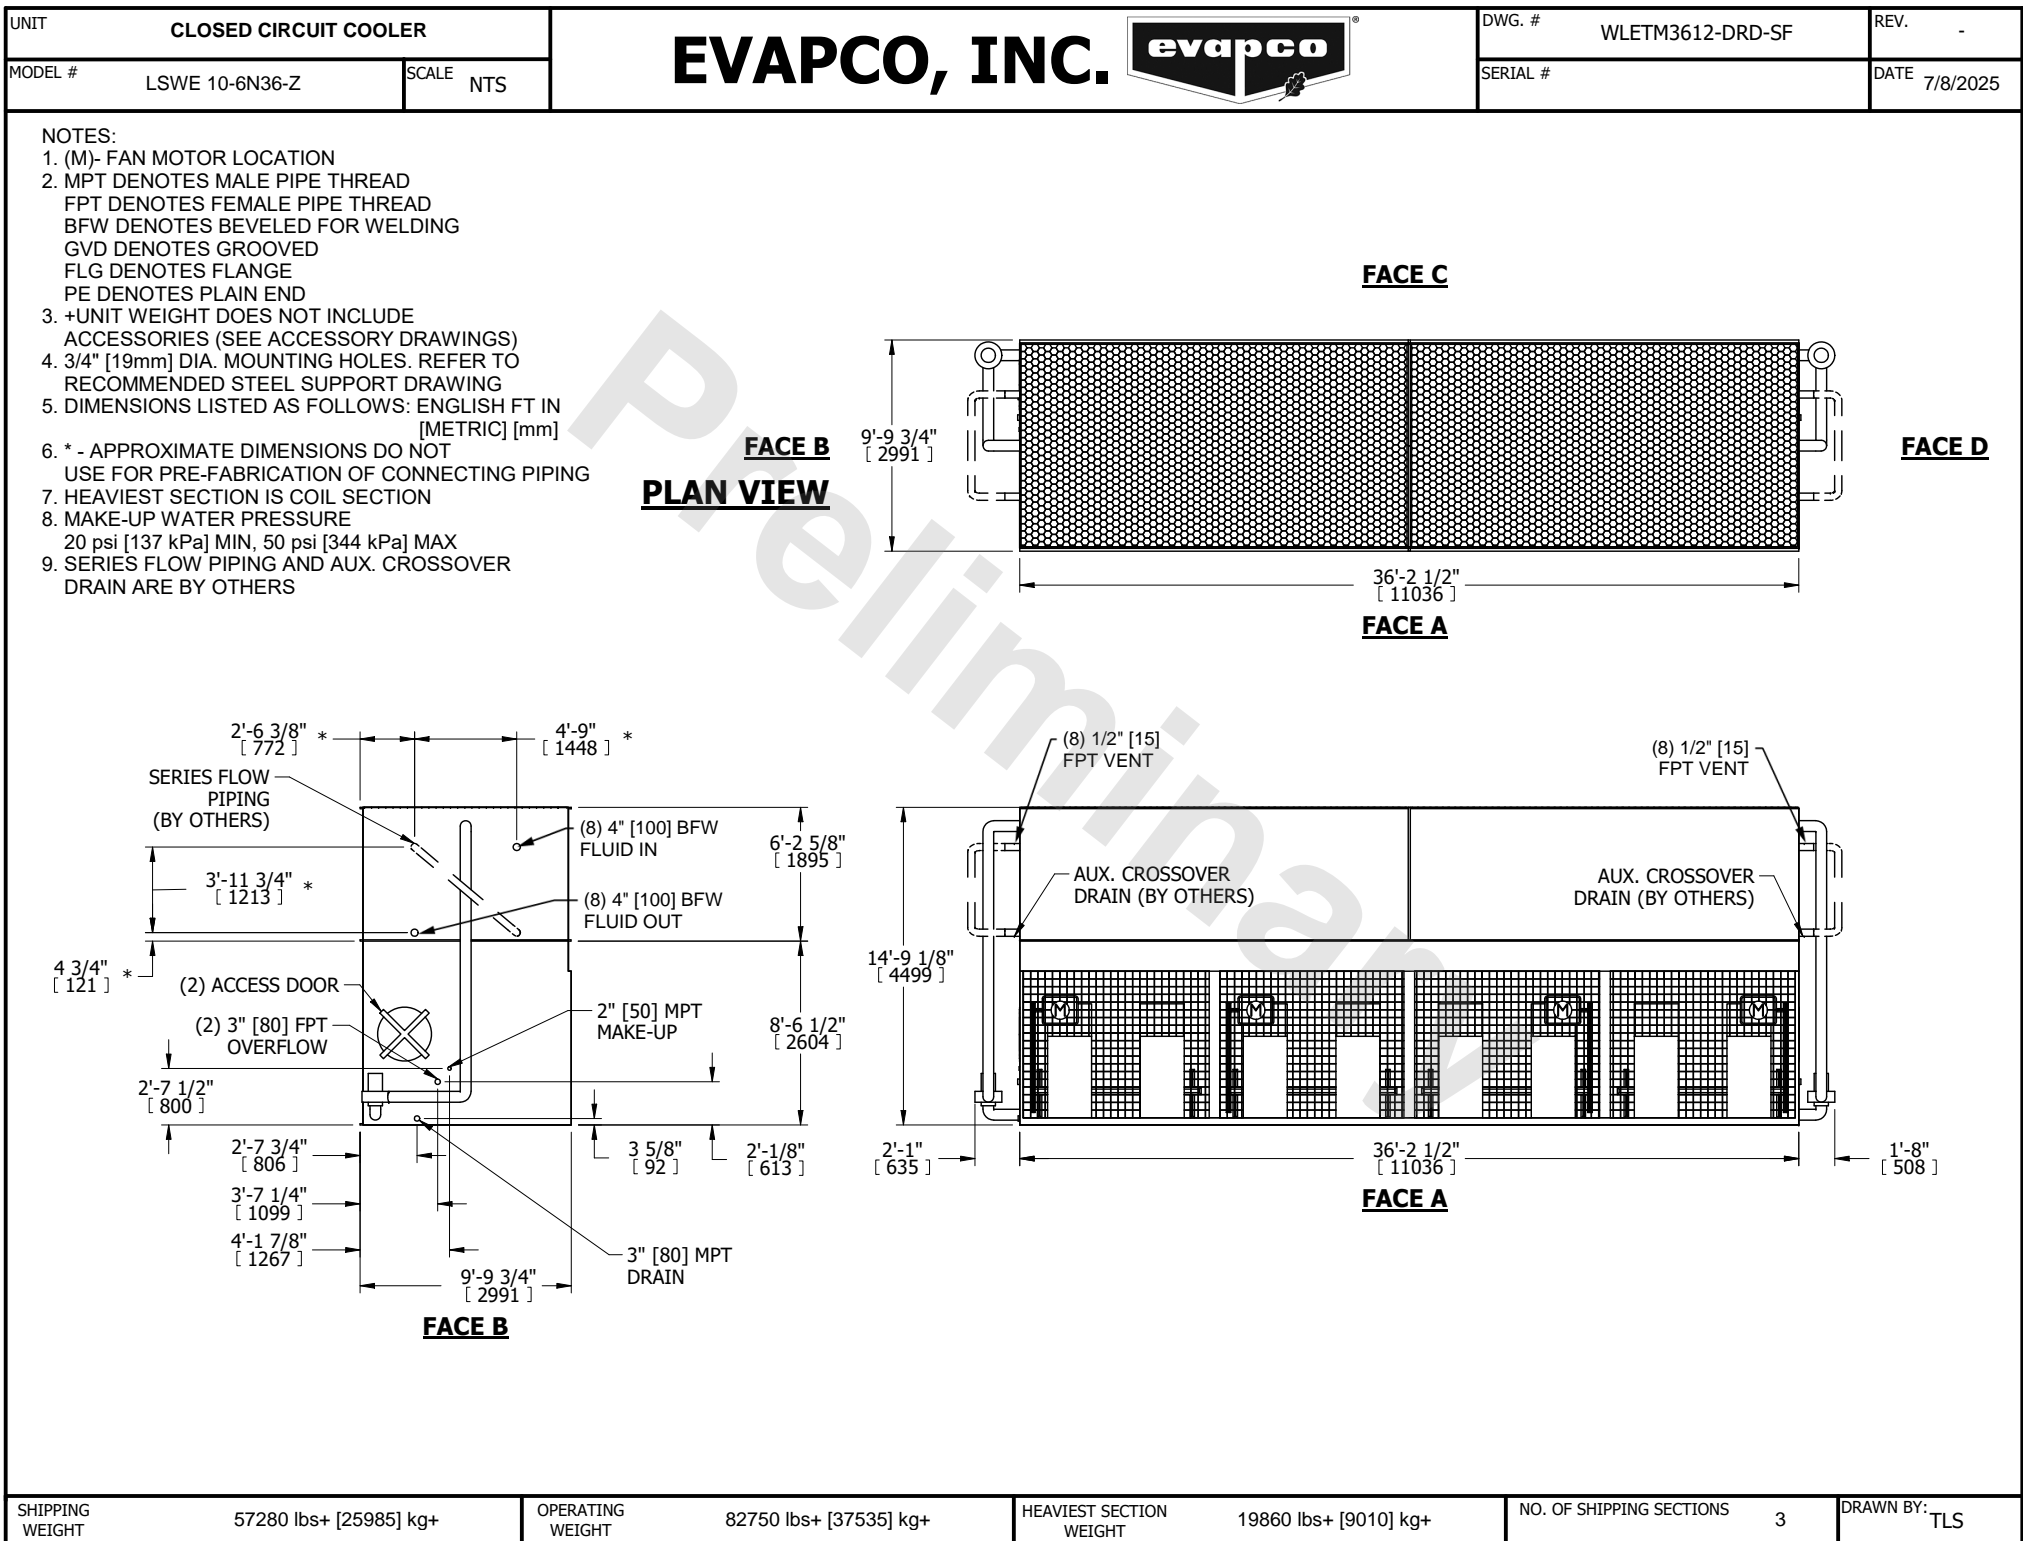 UNIT
CLOSED CIRCUIT COOLER
MODEL #
LSWE 10-6N36-Z
SCALE
NTS
EVAPCO, INC.
evapco
®
DWG. #
WLETM3612-DRD-SF
REV.
-
SERIAL #
DATE
7/8/2025
NOTES:
1. (M)- FAN MOTOR LOCATION
2. MPT DENOTES MALE PIPE THREAD
FPT DENOTES FEMALE PIPE THREAD
BFW DENOTES BEVELED FOR WELDING
GVD DENOTES GROOVED
FLG DENOTES FLANGE
PE DENOTES PLAIN END
3. +UNIT WEIGHT DOES NOT INCLUDE
ACCESSORIES (SEE ACCESSORY DRAWINGS)
4. 3/4" [19mm] DIA. MOUNTING HOLES. REFER TO
RECOMMENDED STEEL SUPPORT DRAWING
5. DIMENSIONS LISTED AS FOLLOWS: ENGLISH FT IN
[METRIC] [mm]
6. * - APPROXIMATE DIMENSIONS DO NOT
USE FOR PRE-FABRICATION OF CONNECTING PIPING
7. HEAVIEST SECTION IS COIL SECTION
8. MAKE-UP WATER PRESSURE
20 psi [137 kPa] MIN, 50 psi [344 kPa] MAX
9. SERIES FLOW PIPING AND AUX. CROSSOVER
DRAIN ARE BY OTHERS
Preliminary
FACE C
FACE B
PLAN VIEW
9'-9 3/4"
[ 2991 ]
FACE D
36'-2 1/2"
[ 11036 ]
FACE A
2'-6 3/8" *
[ 772 ]
4'-9" *
[ 1448 ]
SERIES FLOW
PIPING
(BY OTHERS)
(8) 4" [100] BFW
FLUID IN
6'-2 5/8"
[ 1895 ]
3'-11 3/4" *
[ 1213 ]
(8) 4" [100] BFW
FLUID OUT
4 3/4" *
[ 121 ]
(2) ACCESS DOOR
(2) 3" [80] FPT
OVERFLOW
2" [50] MPT
MAKE-UP
8'-6 1/2"
[ 2604 ]
2'-7 1/2"
[ 800 ]
2'-7 3/4"
[ 806 ]
3 5/8"
[ 92 ]
2'-1/8"
[ 613 ]
3'-7 1/4"
[ 1099 ]
4'-1 7/8"
[ 1267 ]
3" [80] MPT
DRAIN
9'-9 3/4"
[ 2991 ]
FACE B
(8) 1/2" [15]
FPT VENT
(8) 1/2" [15]
FPT VENT
AUX. CROSSOVER
DRAIN (BY OTHERS)
AUX. CROSSOVER
DRAIN (BY OTHERS)
14'-9 1/8"
[ 4499 ]
M
M
M
M
2'-1"
[ 635 ]
36'-2 1/2"
[ 11036 ]
1'-8"
[ 508 ]
FACE A
SHIPPING
WEIGHT
57280 lbs+ [25985] kg+
OPERATING
WEIGHT
82750 lbs+ [37535] kg+
HEAVIEST SECTION
WEIGHT
19860 lbs+ [9010] kg+
NO. OF SHIPPING SECTIONS
3
DRAWN BY:
TLS